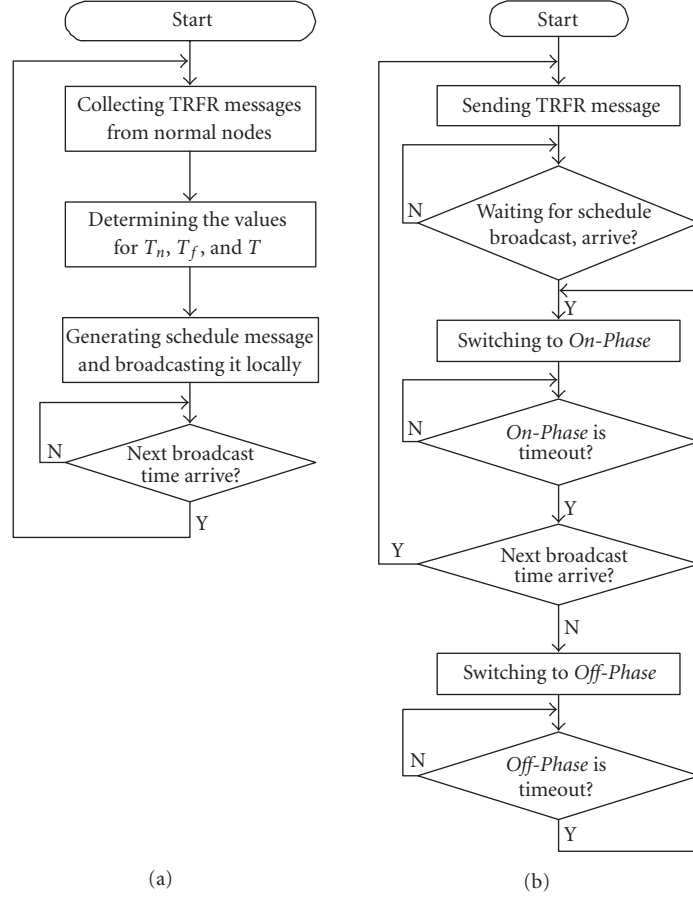 Start
Collecting TRFR messages
from normal nodes
Determining the values
for Tn, Tf, and T
Generating schedule message
and broadcasting it locally
N
Next broadcast
time arrive?
Y
(a)
Start
Sending TRFR message
N
Waiting for schedule
broadcast, arrive?
Y
Switching to On-Phase
N
On-Phase is
timeout?
Y
Y
Next broadcast
time arrive?
N
Switching to Off-Phase
N
Off-Phase is
timeout?
Y
(b)